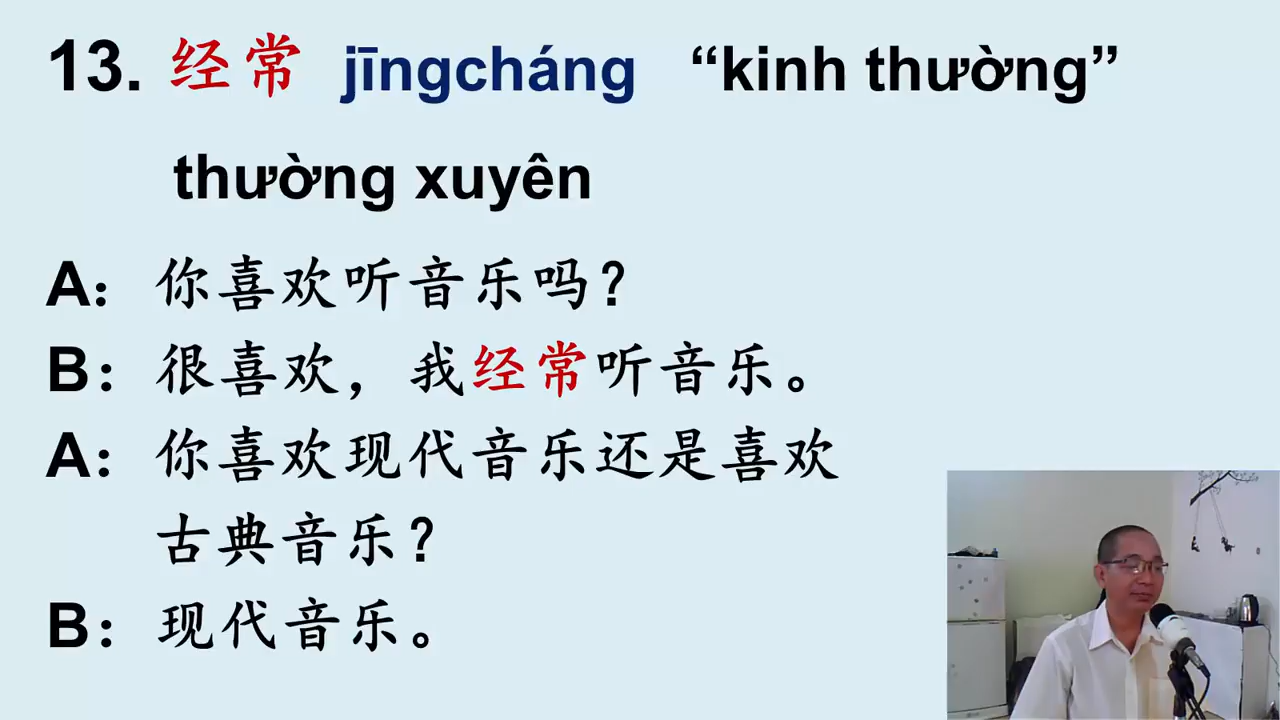 13. 经常 jīngcháng “kinh thường”
thường xuyên
A：你喜欢听音乐吗？
B：很喜欢，我经常听音乐。
A：你喜欢现代音乐还是喜欢
古典音乐？
B：现代音乐。